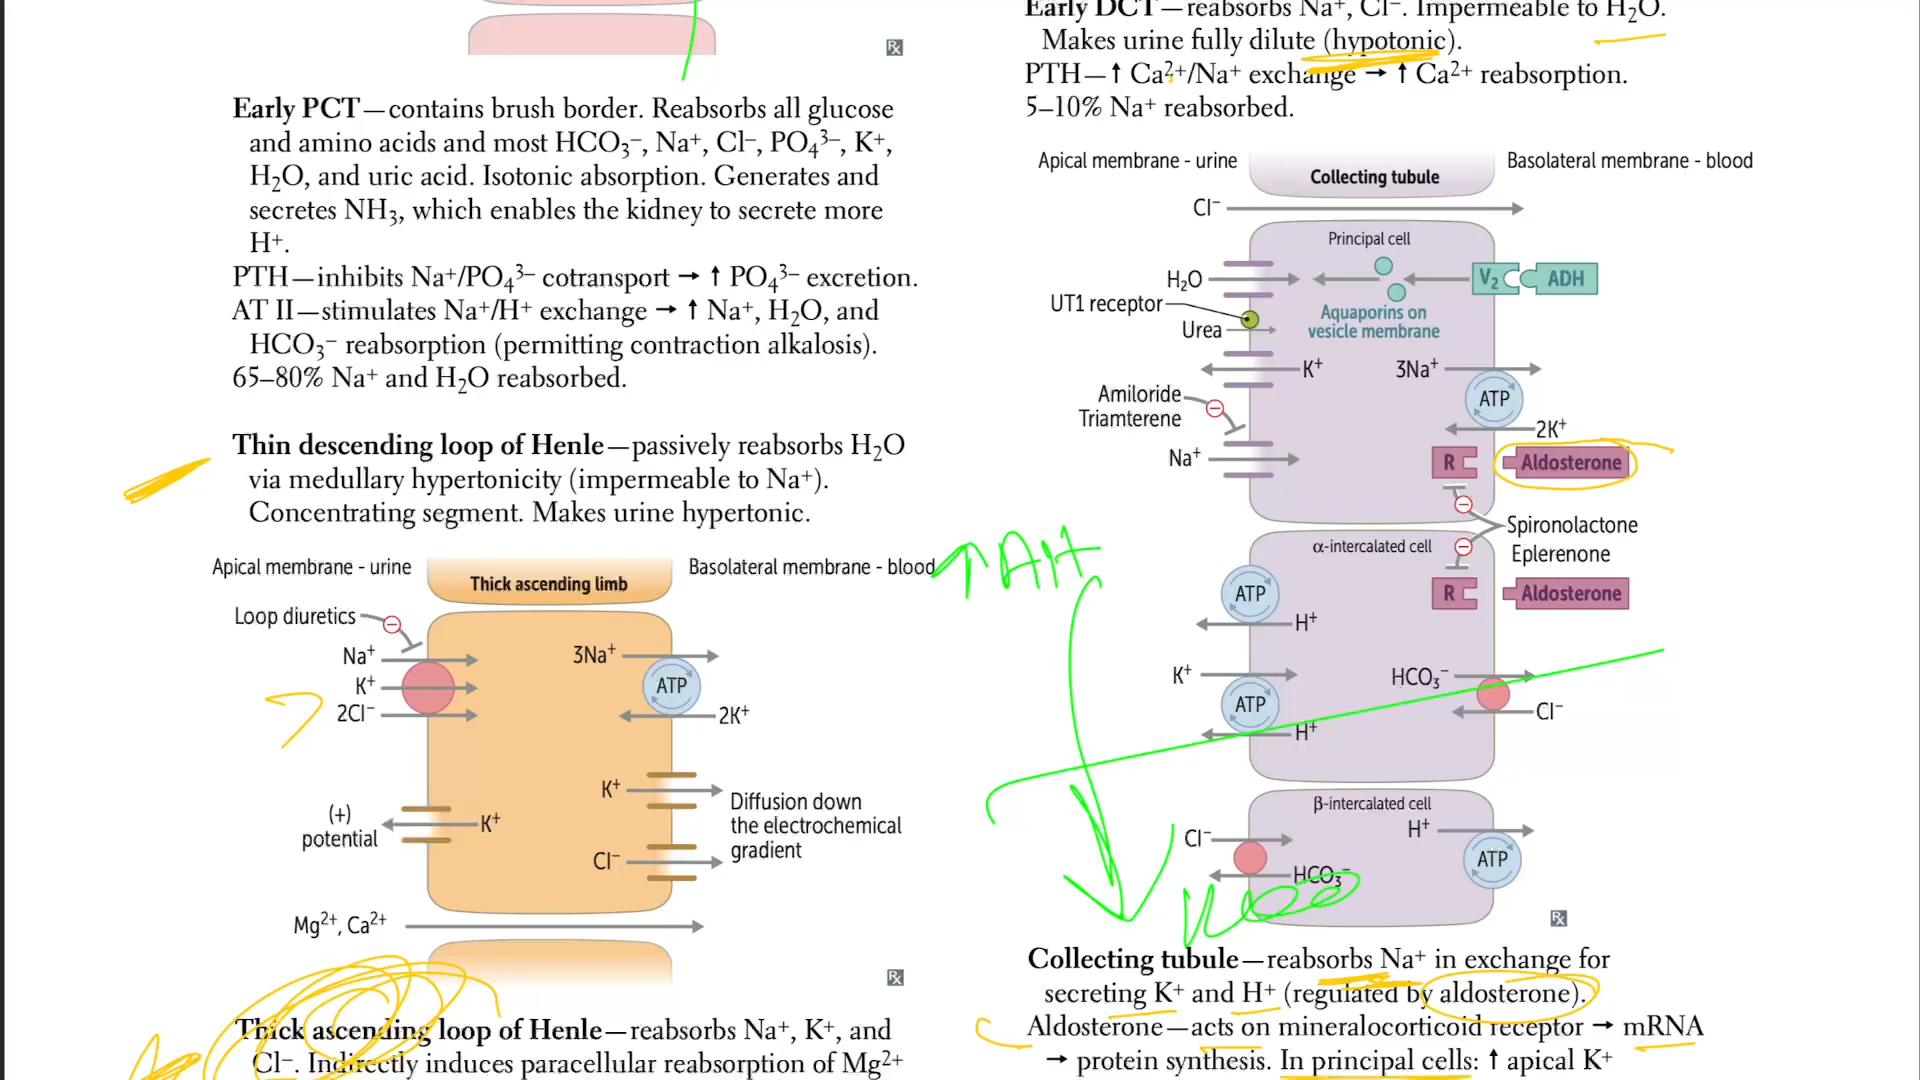 Early PCT—contains brush border. Reabsorbs all glucose
and amino acids and most HCO₃⁻, Na⁺, Cl⁻, PO₄³⁻, K⁺,
H₂O, and uric acid. Isotonic absorption. Generates and
secretes NH₃, which enables the kidney to secrete more
H⁺.
PTH—inhibits Na⁺/PO₄³⁻ cotransport → ↑ PO₄³⁻ excretion.
AT II—stimulates Na⁺/H⁺ exchange → ↑ Na⁺, H₂O, and
HCO₃⁻ reabsorption (permitting contraction alkalosis).
65–80% Na⁺ and H₂O reabsorbed.
Thin descending loop of Henle—passively reabsorbs H₂O
via medullary hypertonicity (impermeable to Na⁺).
Concentrating segment. Makes urine hypertonic.
Apical membrane - urine
Thick ascending limb
Basolateral membrane - blood
Loop diuretics
Na⁺
K⁺
2Cl⁻
3Na⁺
ATP
2K⁺
(+)
potential
K⁺
K⁺
Cl⁻
Diffusion down
the electrochemical
gradient
Mg²⁺, Ca²⁺
Rx
Thick ascending loop of Henle—reabsorbs Na⁺, K⁺, and
Cl⁻. Indirectly induces paracellular reabsorption of Mg²⁺
Rx
Early DCT—reabsorbs Na⁺, Cl⁻. Impermeable to H₂O.
Makes urine fully dilute (hypotonic).
PTH—↑ Ca²⁺/Na⁺ exchange → ↑ Ca²⁺ reabsorption.
5–10% Na⁺ reabsorbed.
Apical membrane - urine
Collecting tubule
Basolateral membrane - blood
Cl⁻
Principal cell
H₂O
V₂
ADH
UT1 receptor
Urea
Aquaporins on
vesicle membrane
K⁺
3Na⁺
ATP
2K⁺
Amiloride
Triamterene
Na⁺
R
Aldosterone
Spironolactone
Eplerenone
α-intercalated cell
ATP
H⁺
R
Aldosterone
K⁺
ATP
H⁺
HCO₃⁻
Cl⁻
β-intercalated cell
Cl⁻
HCO₃⁻
H⁺
ATP
Rx
Collecting tubule—reabsorbs Na⁺ in exchange for
secreting K⁺ and H⁺ (regulated by aldosterone).
Aldosterone—acts on mineralocorticoid receptor → mRNA
→ protein synthesis. In principal cells: ↑ apical K⁺